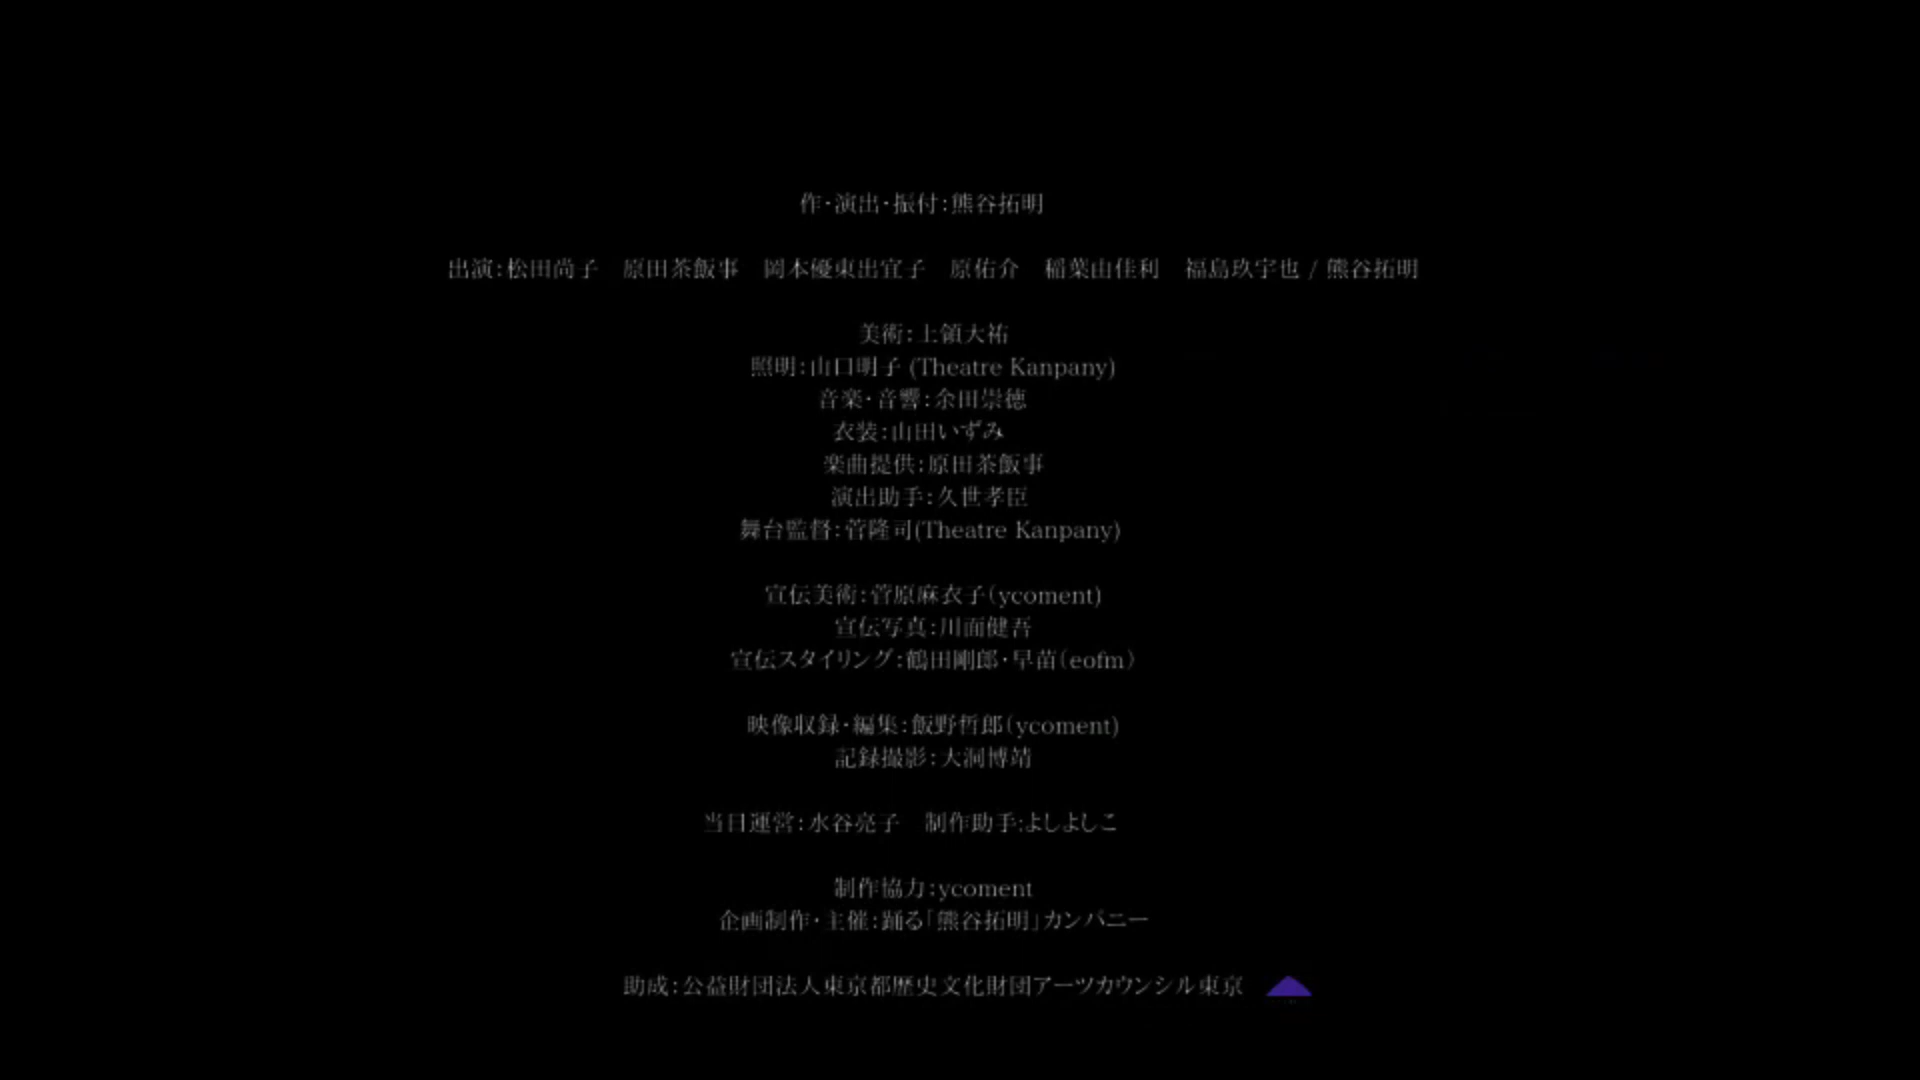 作・演出・振付：熊谷拓明
出演：松田尚子　原田茶飯事　岡本優東出宜子　原佑介　稲葉由佳利　福島玖宇也 / 熊谷拓明
美術：上領大祐
照明：山口明子 (Theatre Kanpany)
音楽・音響：余田崇徳
衣装：山田いずみ
楽曲提供：原田茶飯事
演出助手：久世孝臣
舞台監督：菅隆司(Theatre Kanpany)
宣伝美術：菅原麻衣子（ycoment)
宣伝写真：川面健吾
宣伝スタイリング：鶴田剛郎・早苗（eofm）
映像収録・編集：飯野哲郎（ycoment)
記録撮影：大洞博靖
当日運営：水谷亮子　制作助手:よしよしこ
制作協力：ycoment
企画制作・主催：踊る「熊谷拓明」カンパニー
助成：公益財団法人東京都歴史文化財団アーツカウンシル東京